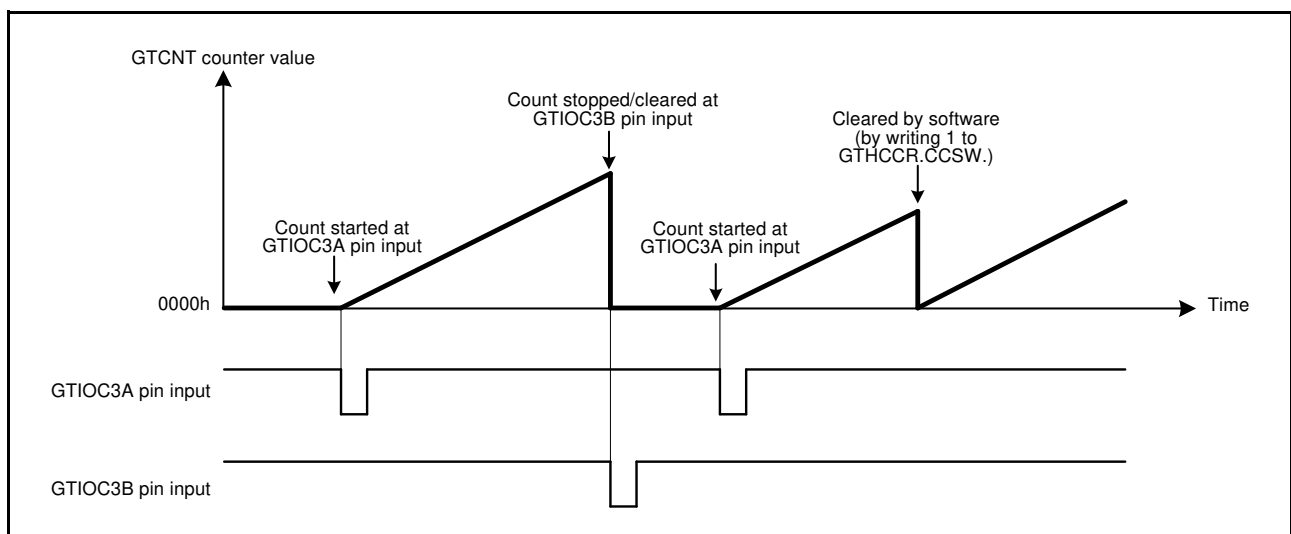 GTCNT counter value
Count stopped/cleared at
GTIOC3B pin input
Cleared by software
(by writing 1 to
GTHCCR.CCSW.)
Count started at
GTIOC3A pin input
Count started at
GTIOC3A pin input
0000h
Time
GTIOC3A pin input
GTIOC3B pin input